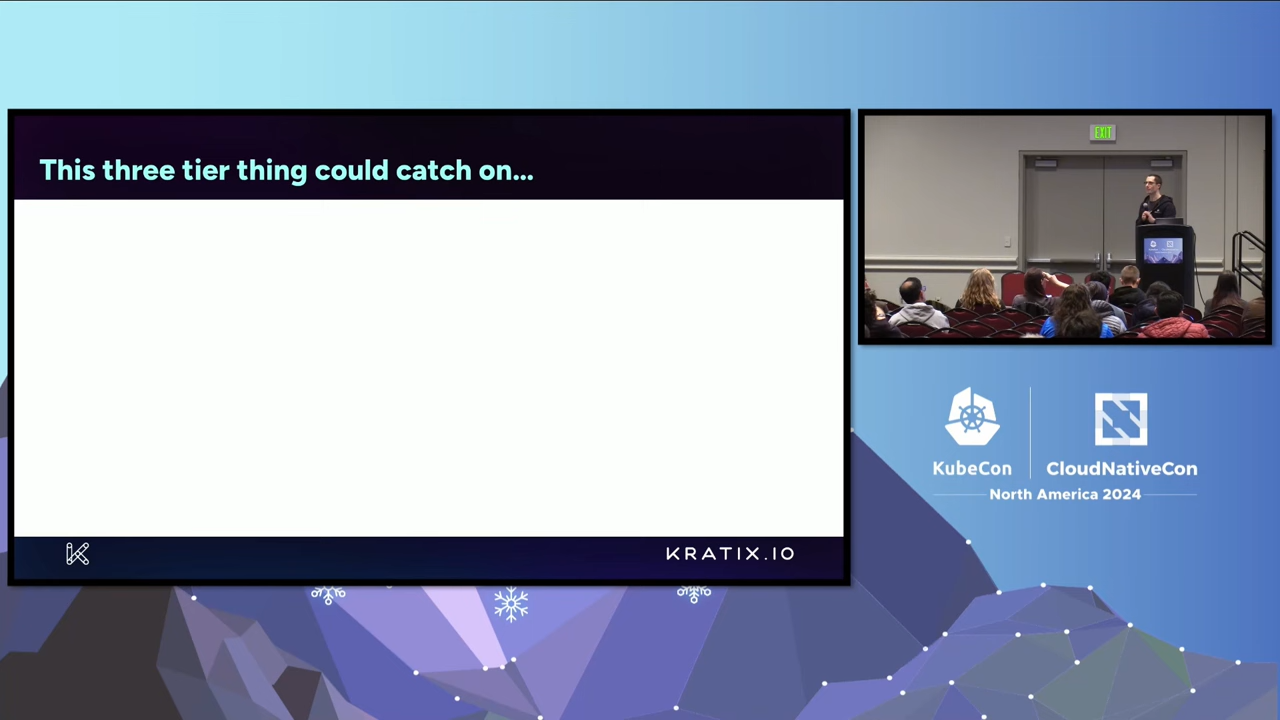 This three tier thing could catch on...
KRATIX.IO
EXIT
KubeCon
CloudNativeCon
North America 2024